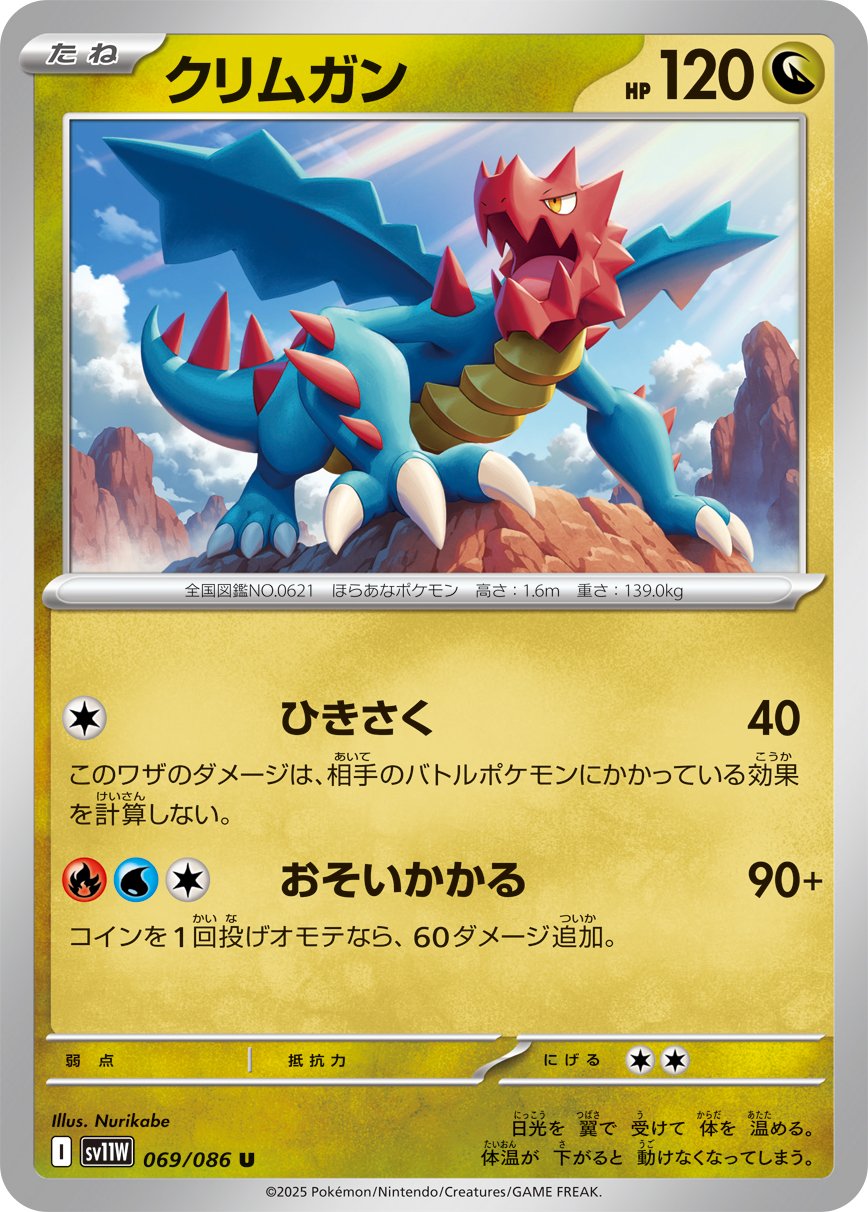 たね
クリムガン
HP 120
全国図鑑NO.0621 ほらあなポケモン 高さ：1.6m 重さ：139.0kg
ひきさく 40
このワザのダメージは、相手のバトルポケモンにかかっている効果
を計算しない。
おそいかかる 90+
コインを1回投げオモテなら、60ダメージ追加。
弱点 抵抗力 にげる
Illus. Nurikabe
日光を 翼で 受けて 体を 温める。
体温が 下がると 動けなくなってしまう。
I sv11W 069/086 U
©2025 Pokémon/Nintendo/Creatures/GAME FREAK.